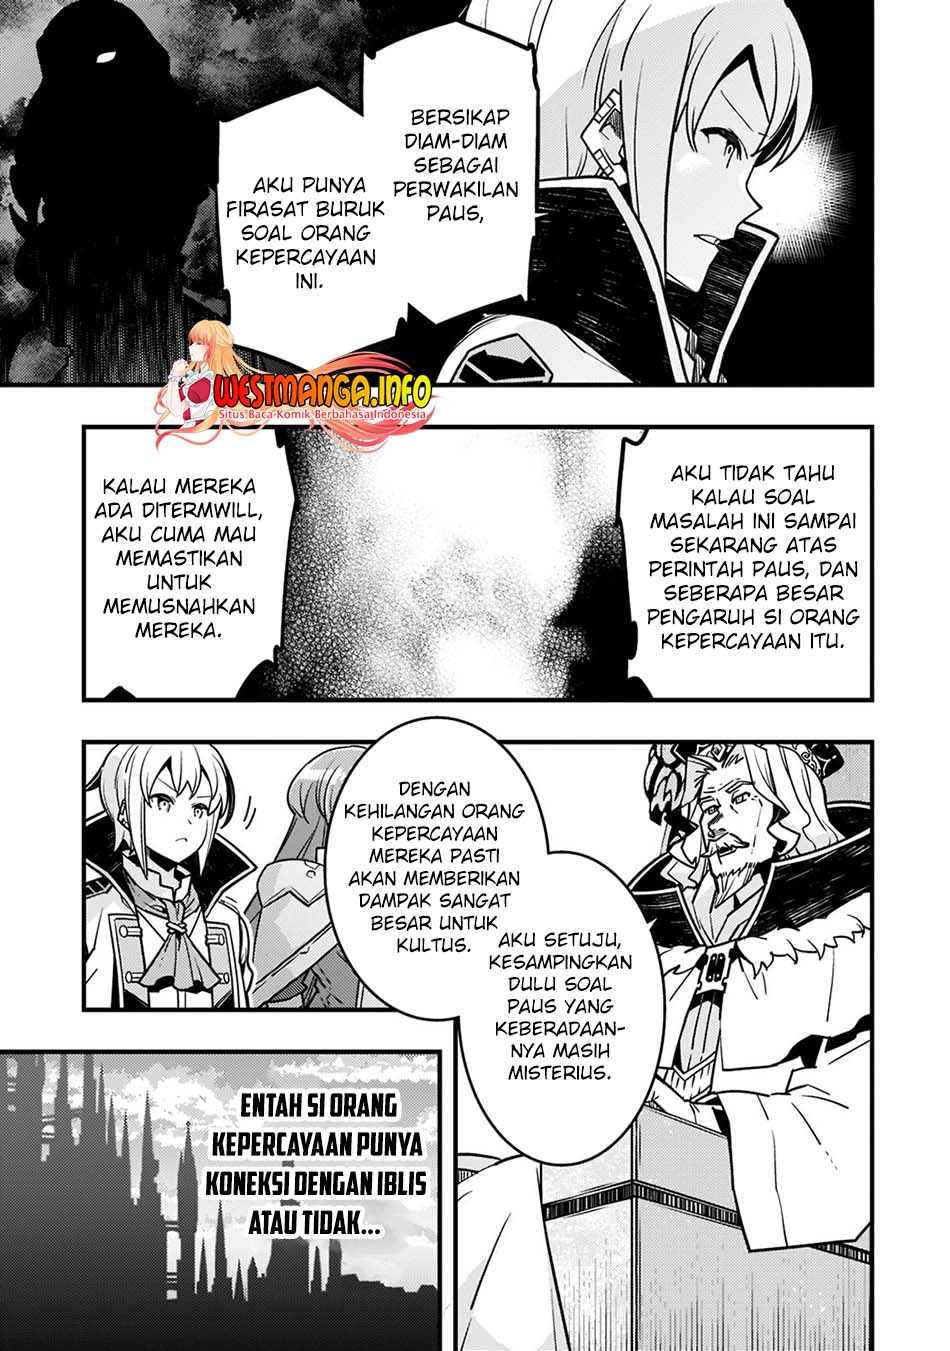 BERSIKAP
DIAM-DIAM
SEBAGAI
PERWAKILAN
PAUS,
AKU PUNYA
FIRASAT BURUK
SOAL ORANG
KEPERCAYAAN
INI.
WESTMANGA.INFO
Situs Baca Komik Berbahasa Indonesia
AKU TIDAK TAHU
KALAU SOAL
MASALAH INI SAMPAI
SEKARANG ATAS
PERINTAH PAUS, DAN
SEBERAPA BESAR
PENGARUH SI ORANG
KEPERCAYAAN ITU.
KALAU MEREKA
ADA DITERMWILL,
AKU CUMA MAU
MEMASTIKAN
UNTUK
MEMUSNAHKAN
MEREKA.
DENGAN
KEHILANGAN ORANG
KEPERCAYAAN
MEREKA PASTI
AKAN MEMBERIKAN
DAMPAK SANGAT
BESAR UNTUK
KULTUS.
AKU SETUJU,
KESAMPINGKAN
DULU SOAL
PAUS YANG
KEBERADAAN-
NYA MASIH
MISTERIUS.
ENTAH SI ORANG
KEPERCAYAAN PUNYA
KONEKSI DENGAN IBLIS
ATAU TIDAK...